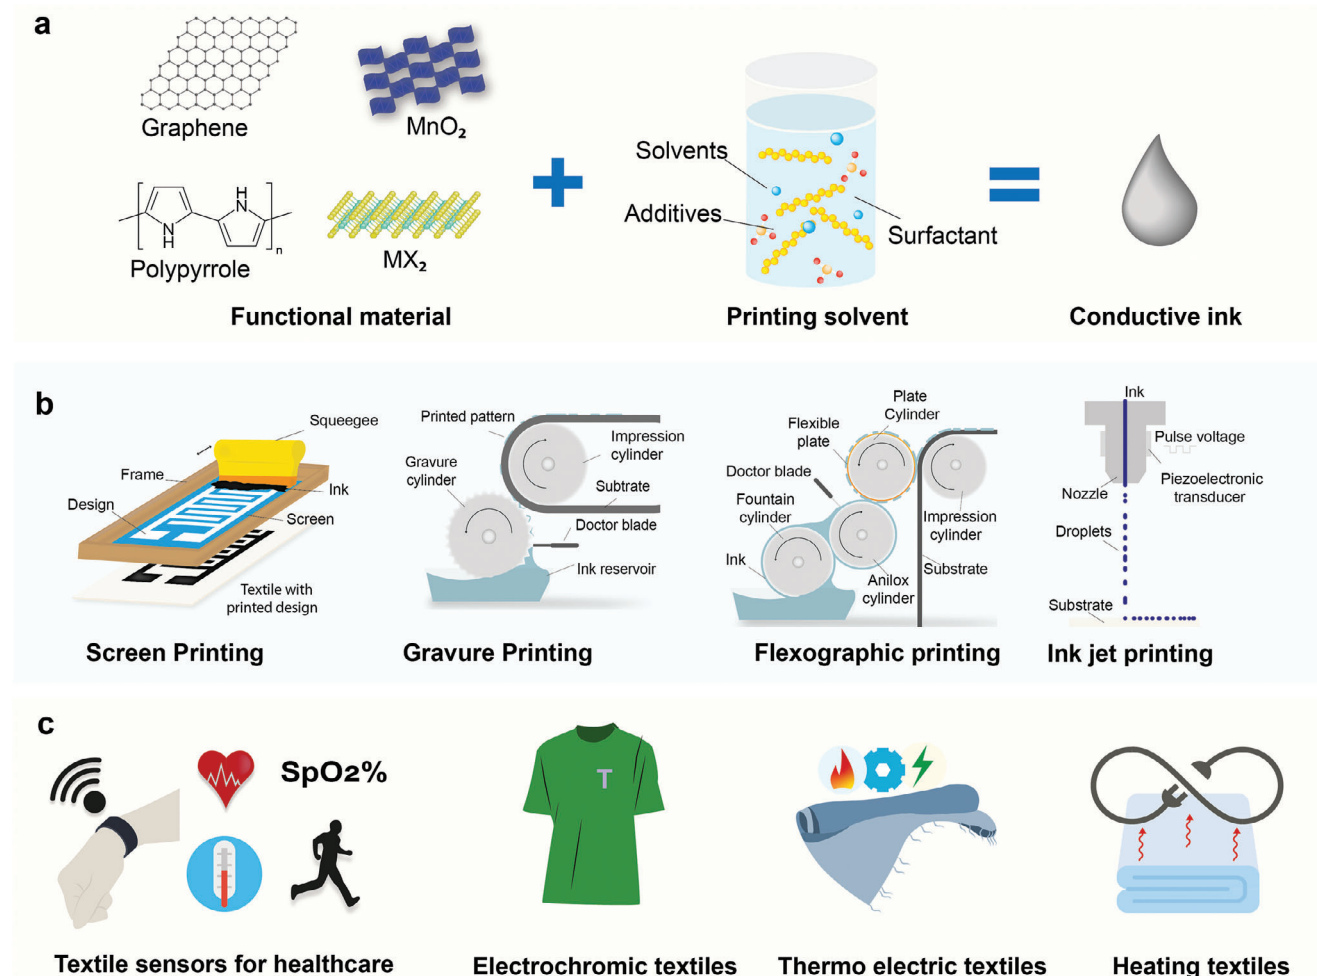 a
Graphene
MnO₂
H
N
N
H
n
Polypyrrole
MX₂
Functional material
+
Solvents
Additives
Surfactant
Printing solvent
=
Conductive ink
b
Squeegee
Frame
Ink
Design
Screen
Textile with
printed design
Screen Printing
Printed pattern
Impression
cylinder
Gravure
cylinder
Subtrate
Doctor blade
Ink reservoir
Gravure Printing
Plate
Cylinder
Flexible
plate
Doctor blade
Fountain
cylinder
Impression
cylinder
Ink
Anilox
cylinder
Substrate
Flexographic printing
Ink
Pulse voltage
Piezoelectronic
transducer
Nozzle
Droplets
Substrate
Ink jet printing
c
SpO2%
Textile sensors for healthcare
T
Electrochromic textiles
Thermo electric textiles
Heating textiles